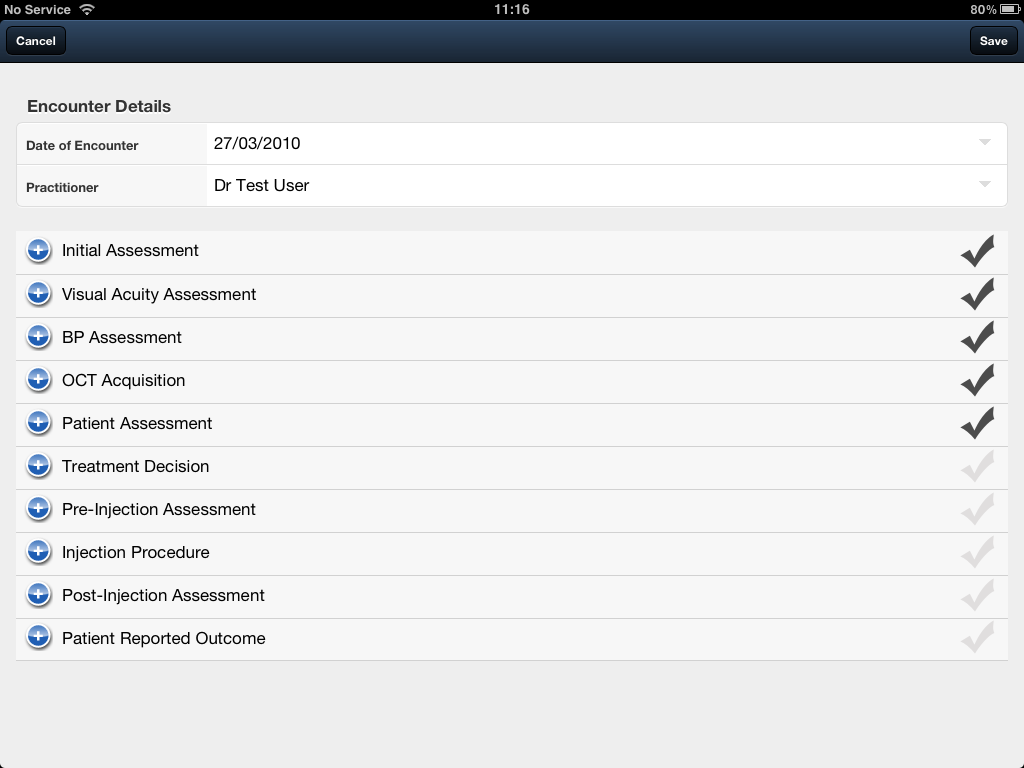 No Service 11:16 80%
Cancel Save
Encounter Details
Date of Encounter 27/03/2010
Practitioner Dr Test User
Initial Assessment
Visual Acuity Assessment
BP Assessment
OCT Acquisition
Patient Assessment
Treatment Decision
Pre-Injection Assessment
Injection Procedure
Post-Injection Assessment
Patient Reported Outcome